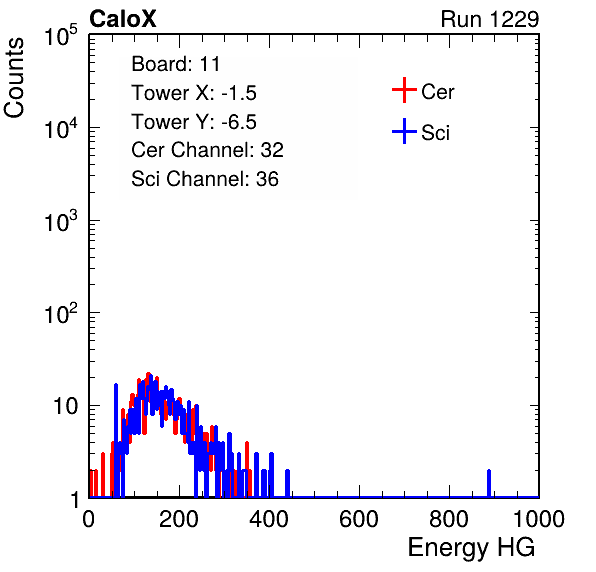 CaloX Run 1229
Counts
Board: 11
Tower X: -1.5
Tower Y: -6.5
Cer Channel: 32
Sci Channel: 36
Cer
Sci
10^5
10^4
10^3
10^2
10
1
0 200 400 600 800 1000
Energy HG